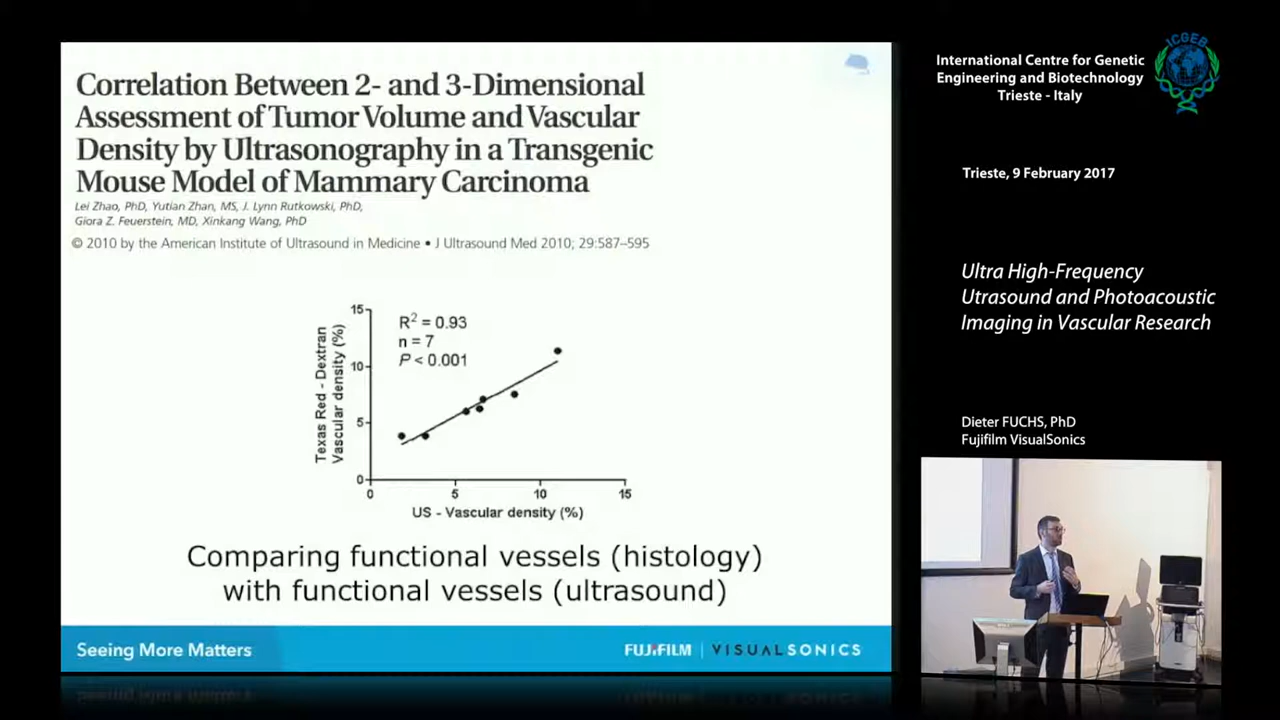 Correlation Between 2- and 3-Dimensional
Assessment of Tumor Volume and Vascular
Density by Ultrasonography in a Transgenic
Mouse Model of Mammary Carcinoma
Lei Zhao, PhD, Yutian Zhan, MS, J. Lynn Rutkowski, PhD,
Giora Z. Feuerstein, MD, Xinkang Wang, PhD
© 2010 by the American Institute of Ultrasound in Medicine • J Ultrasound Med 2010; 29:587–595
Texas Red - Dextran
Vascular density (%)
15
10
5
0
R² = 0.93
n = 7
P < 0.001
0 5 10 15
US - Vascular density (%)
Comparing functional vessels (histology)
with functional vessels (ultrasound)
Seeing More Matters
FUJIFILM | VISUALSONICS
International Centre for Genetic
Engineering and Biotechnology
Trieste - Italy
ICGEB
Trieste, 9 February 2017
Ultra High-Frequency
Utrasound and Photoacoustic
Imaging in Vascular Research
Dieter FUCHS, PhD
Fujifilm VisualSonics